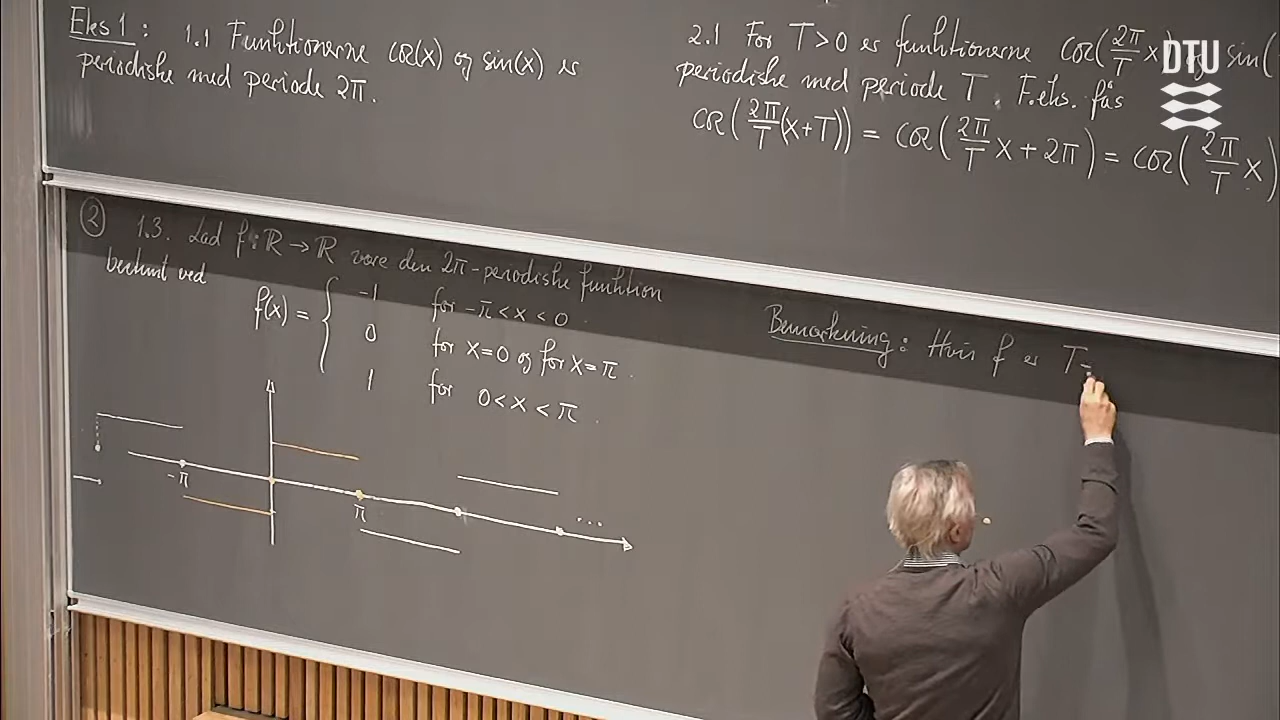 Eks 1 : 1.1 Funktionerne cos(x) og sin(x) er
periodiske med periode 2π.
2.1 For T>0 er funktionerne cos(2π/T x) og sin(
periodiske med periode T. F.eks. fås
cos(2π/T (x+T)) = cos(2π/T x + 2π) = cos(2π/T x)
DTU
② 1.3. Lad f: ℝ → ℝ være den 2π-periodiske funktion
bestemt ved
f(x) = { -1 for -π < x < 0
0 for x=0 og for x=π.
1 for 0 < x < π.
-π
π
...
Bemærkning: Hvis f er T-